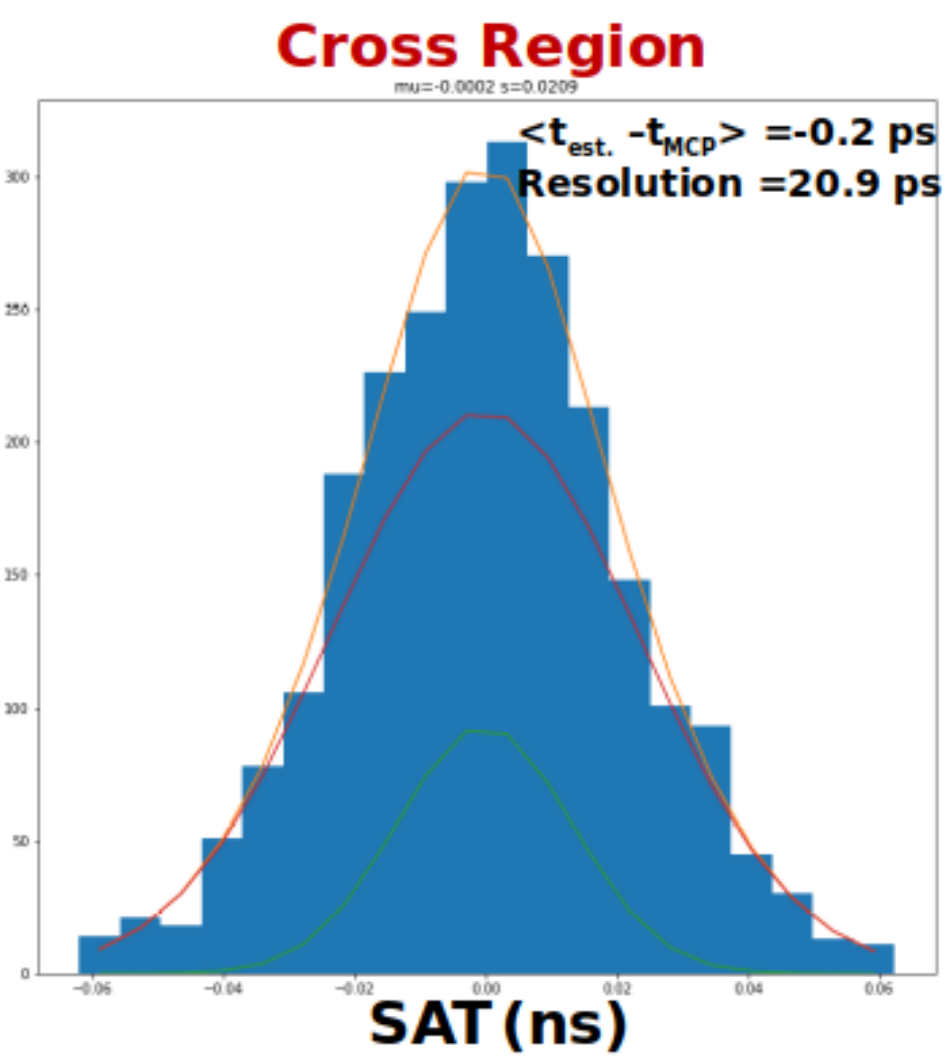 Cross Region
mu=-0.0002 s=0.0209
<t_est. –t_MCP> =-0.2 ps
Resolution =20.9 ps
300
250
200
150
100
50
0
−0.06 −0.04 −0.02 0.00 0.02 0.04 0.06
SAT (ns)